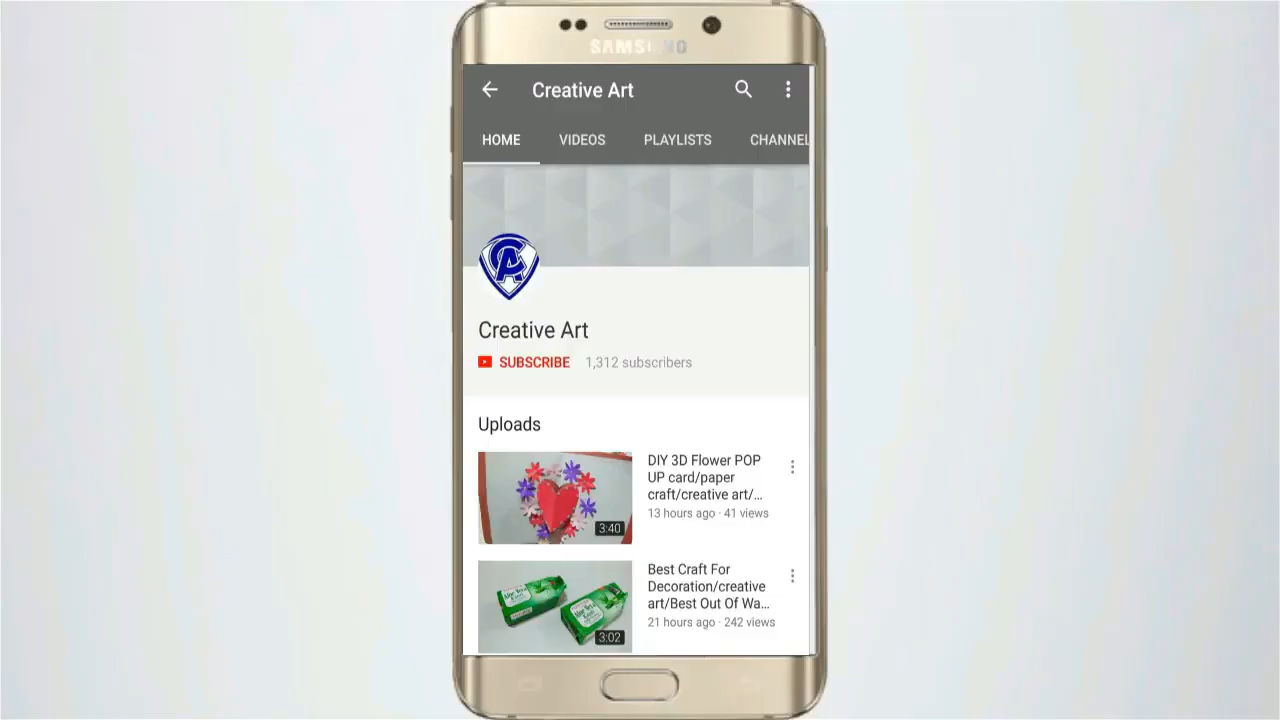 SAMSUNG
Creative Art
HOME VIDEOS PLAYLISTS CHANNEL
CA
Creative Art
SUBSCRIBE 1,312 subscribers
Uploads
DIY 3D Flower POP
UP card/paper
craft/creative art/...
13 hours ago · 41 views
3:40
Best Craft For
Decoration/creative
art/Best Out Of Wa...
21 hours ago · 242 views
3:02